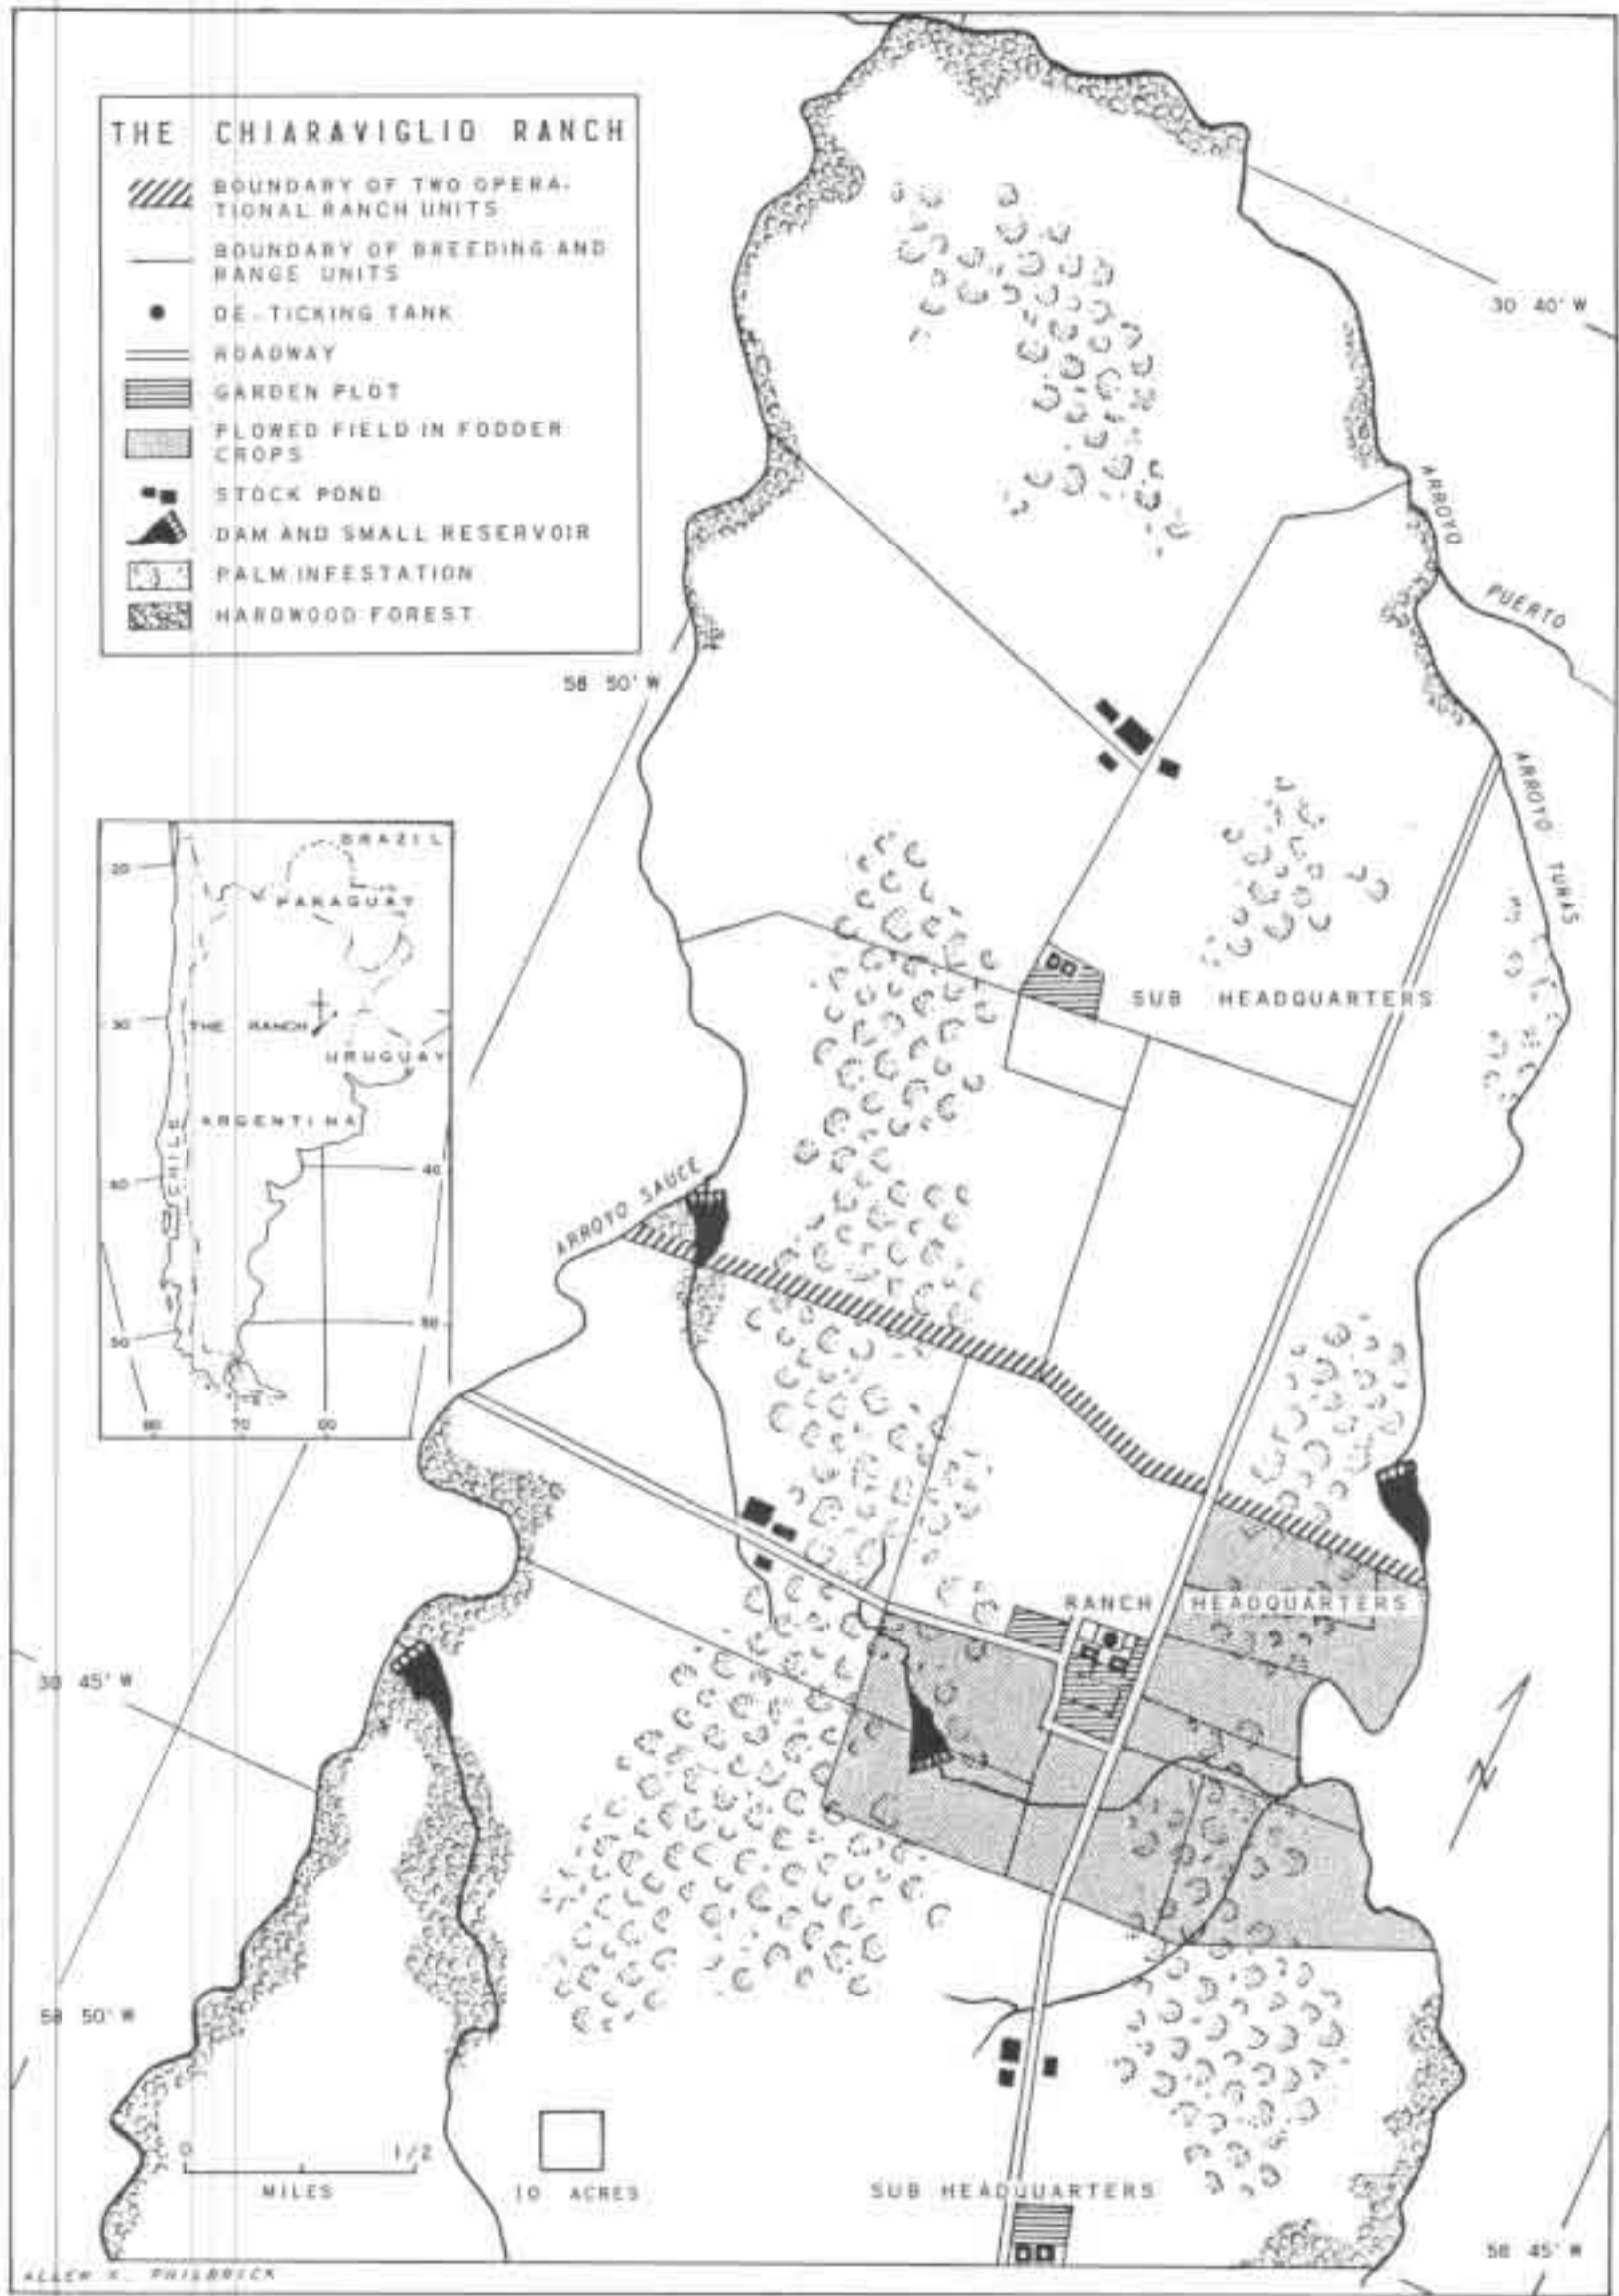 THE CHIARAVIGLIO RANCH
BOUNDARY OF TWO OPERA-
TIONAL RANCH UNITS
BOUNDARY OF BREEDING AND
RANGE UNITS
DE-TICKING TANK
ROADWAY
GARDEN PLOT
PLOWED FIELD IN FODDER
CROPS
STOCK POND
DAM AND SMALL RESERVOIR
PALM INFESTATION
HARDWOOD FOREST
30 40' W
ARROYO
PUERTO
58 50' W
ARROYO TUNAS
BRAZIL
20
PARAGUAY
30
THE RANCH
URUGUAY
ARGENTINA
CHILE
40
40
50
50
80
70
60
SUB HEADQUARTERS
ARROYO SAUCE
RANCH HEADQUARTERS
30 45' W
N
58 50' W
0
1/2
MILES
10 ACRES
SUB HEADQUARTERS
58 45' W
ALLEN K. PHILBRICK